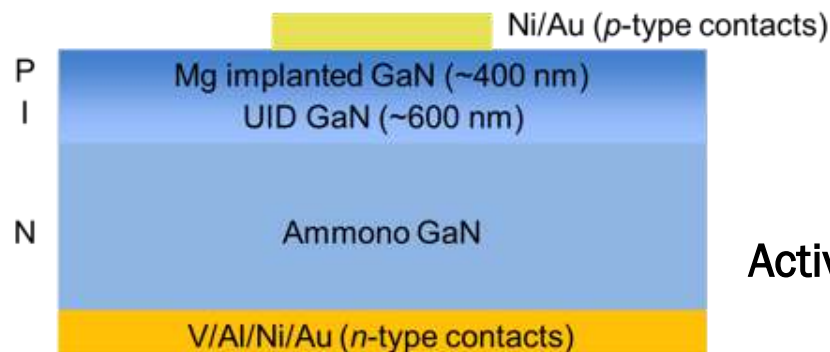 Ni/Au (p-type contacts)
P
Mg implanted GaN (~400 nm)
I
UID GaN (~600 nm)
N
Ammono GaN
Activ
V/Al/Ni/Au (n-type contacts)